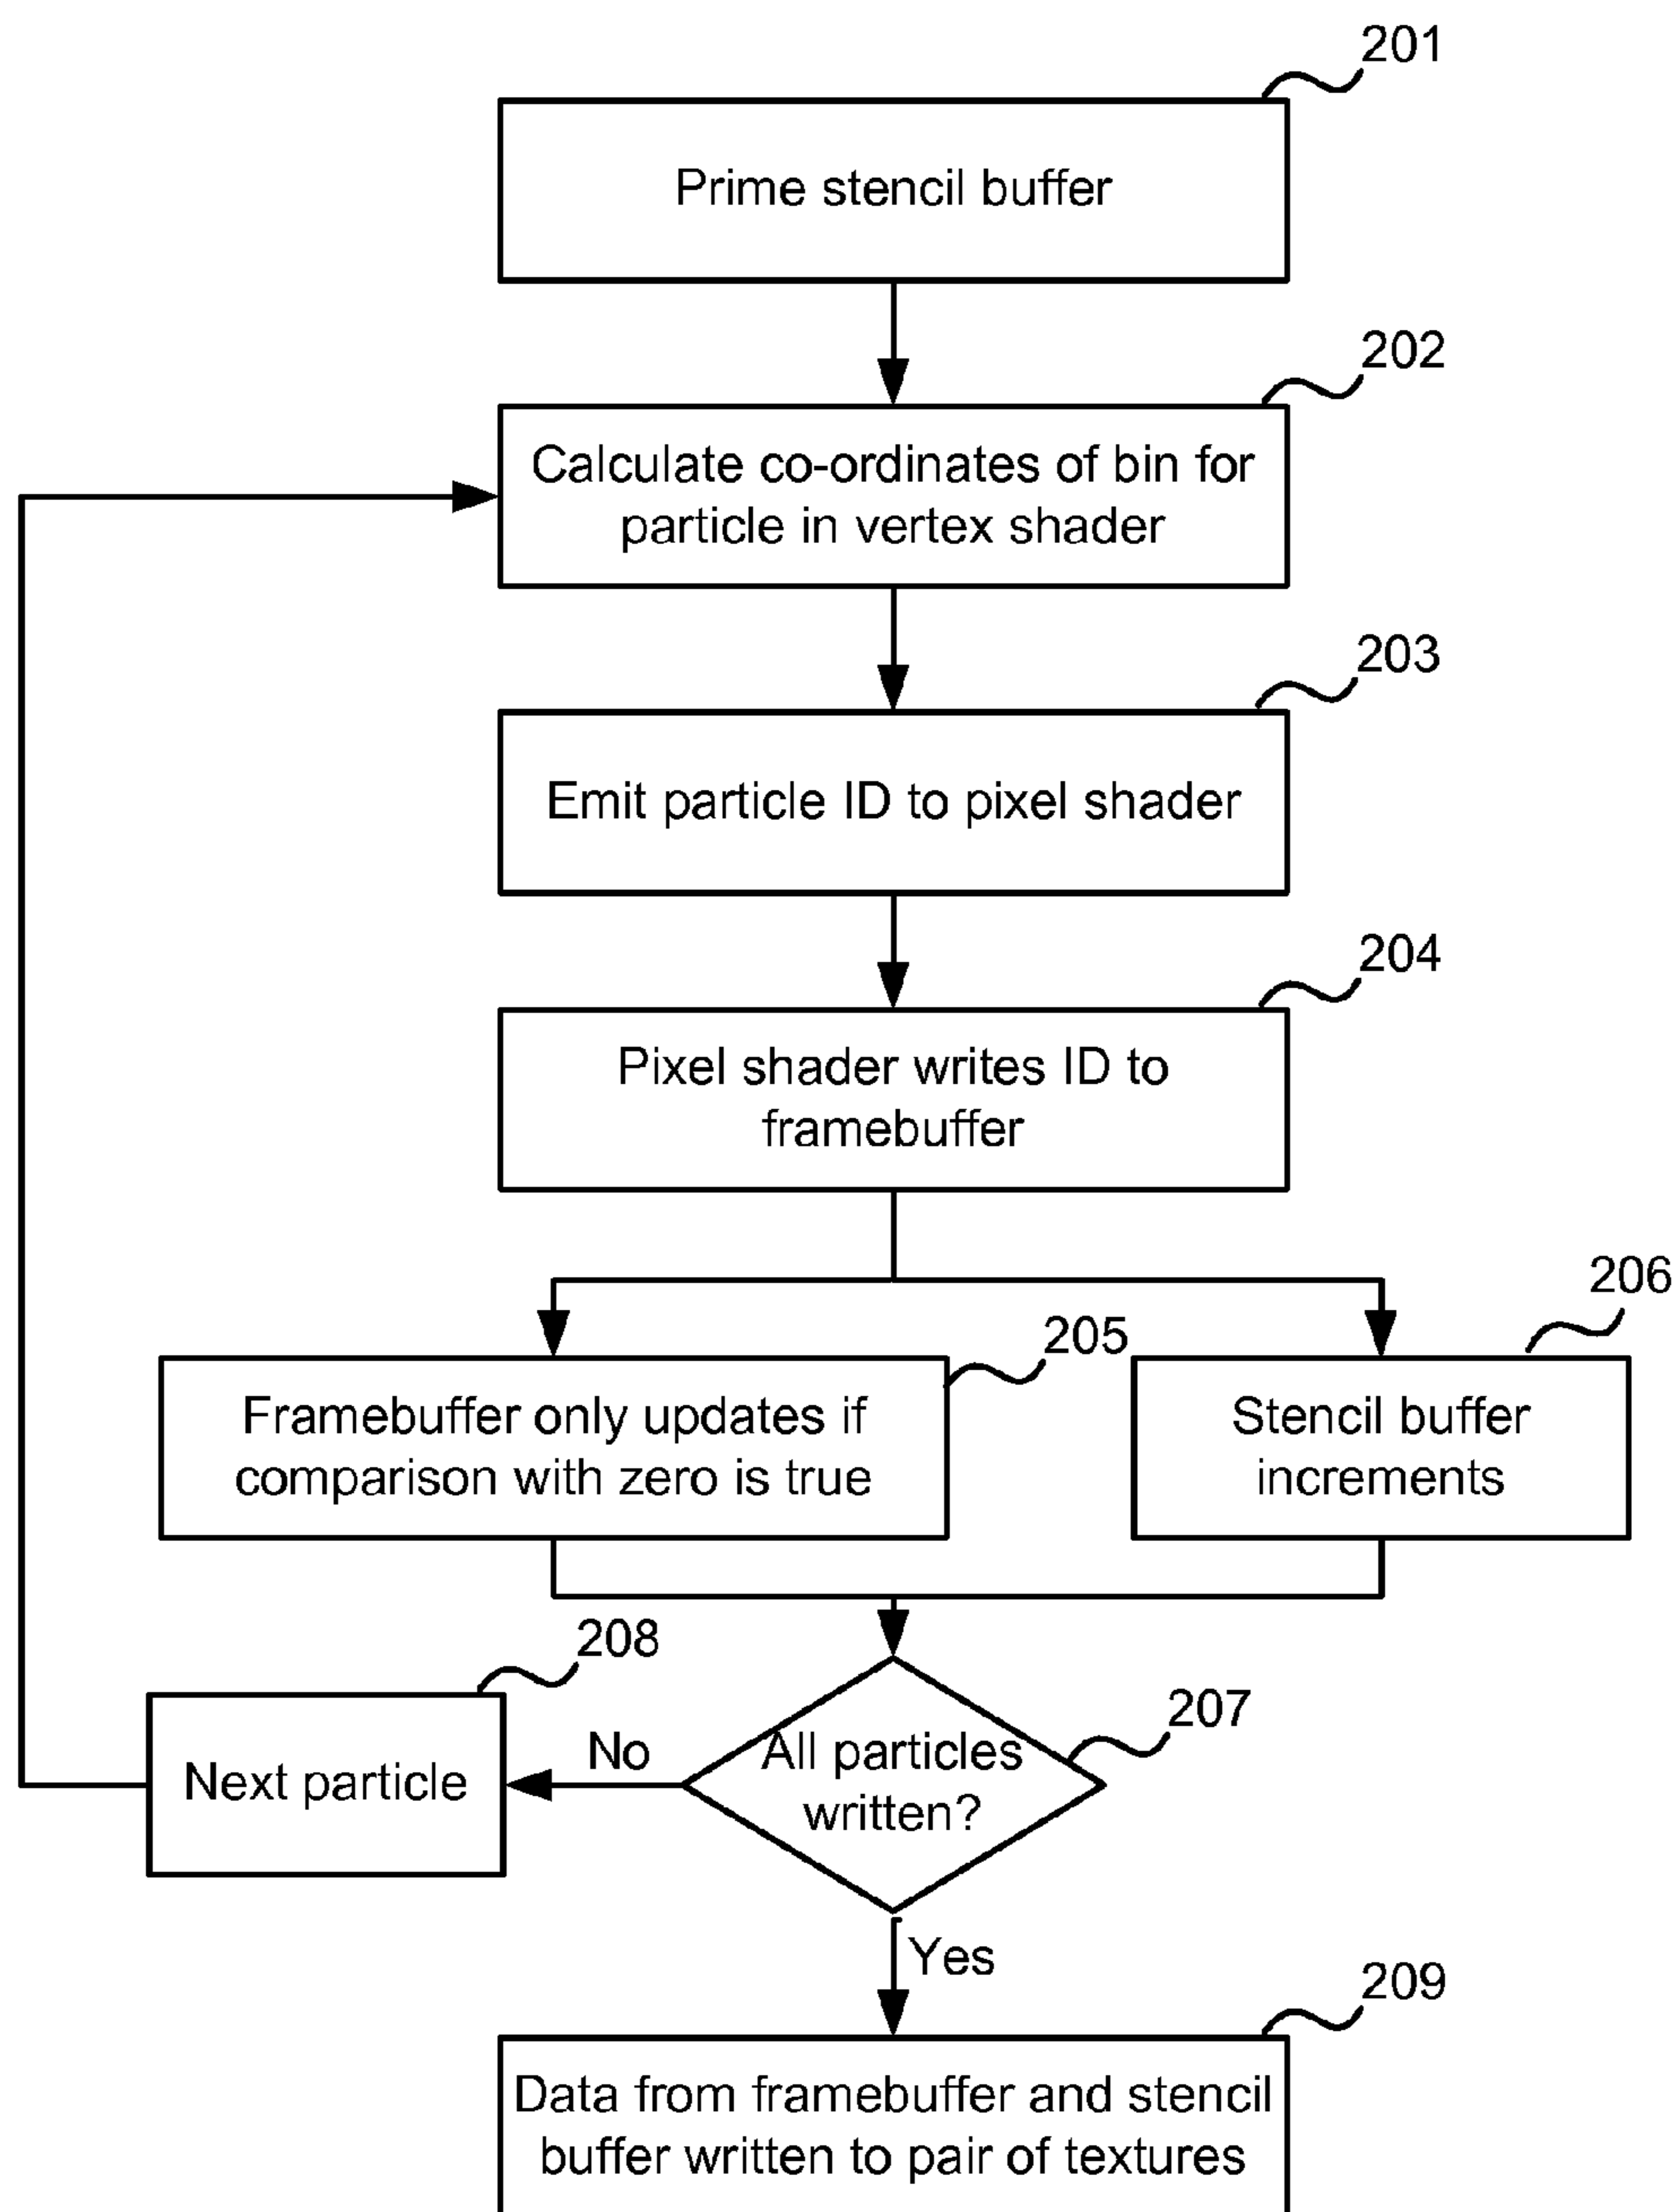 201
Prime stencil buffer
202
Calculate co-ordinates of bin for
particle in vertex shader
203
Emit particle ID to pixel shader
204
Pixel shader writes ID to
framebuffer
205
Framebuffer only updates if
comparison with zero is true
206
Stencil buffer
increments
207
All particles
written?
No
208
Next particle
Yes
209
Data from framebuffer and stencil
buffer written to pair of textures